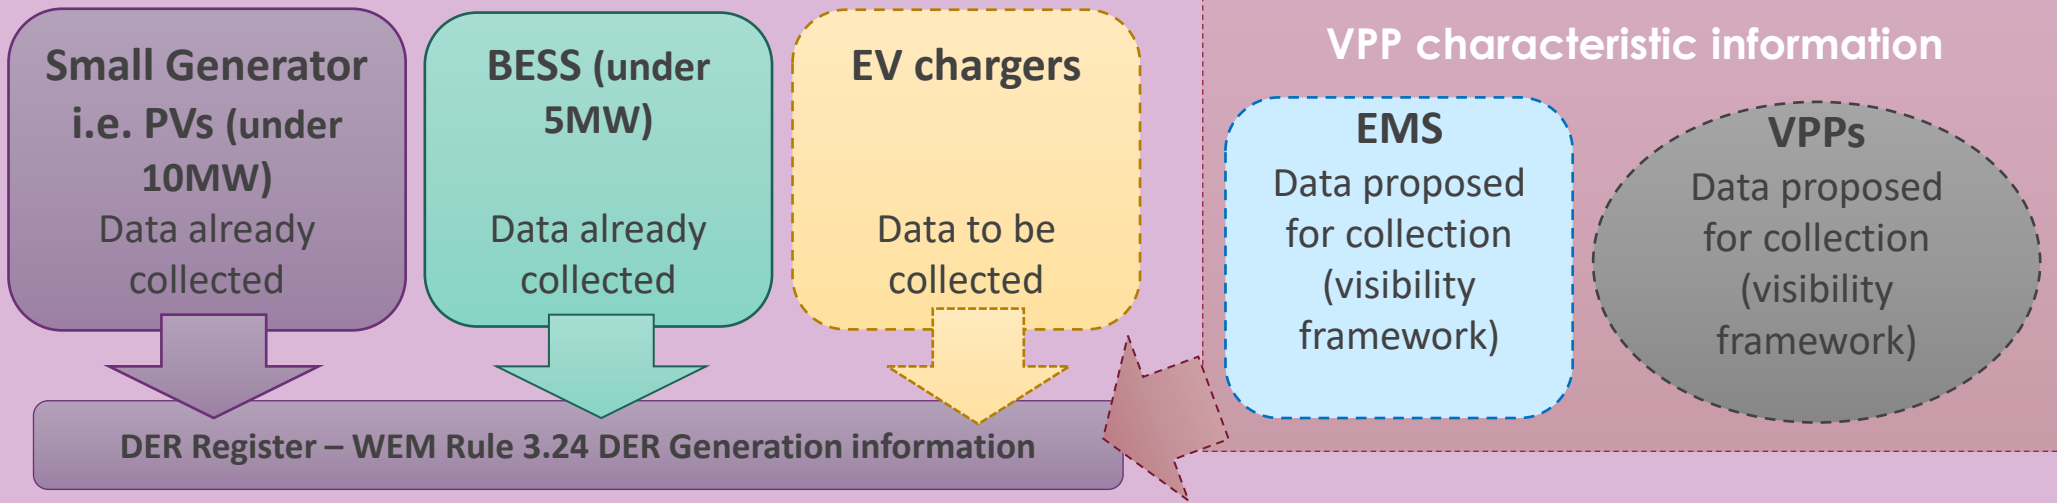 Small Generator
i.e. PVs (under
10MW)
Data already
collected
BESS (under
5MW)
Data already
collected
EV chargers
Data to be
collected
VPP characteristic information
EMS
Data proposed
for collection
(visibility
framework)
VPPs
Data proposed
for collection
(visibility
framework)
DER Register – WEM Rule 3.24 DER Generation information